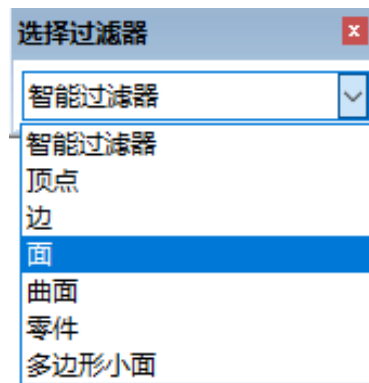 选择过滤器
智能过滤器
智能过滤器
顶点
边
面
曲面
零件
多边形小面